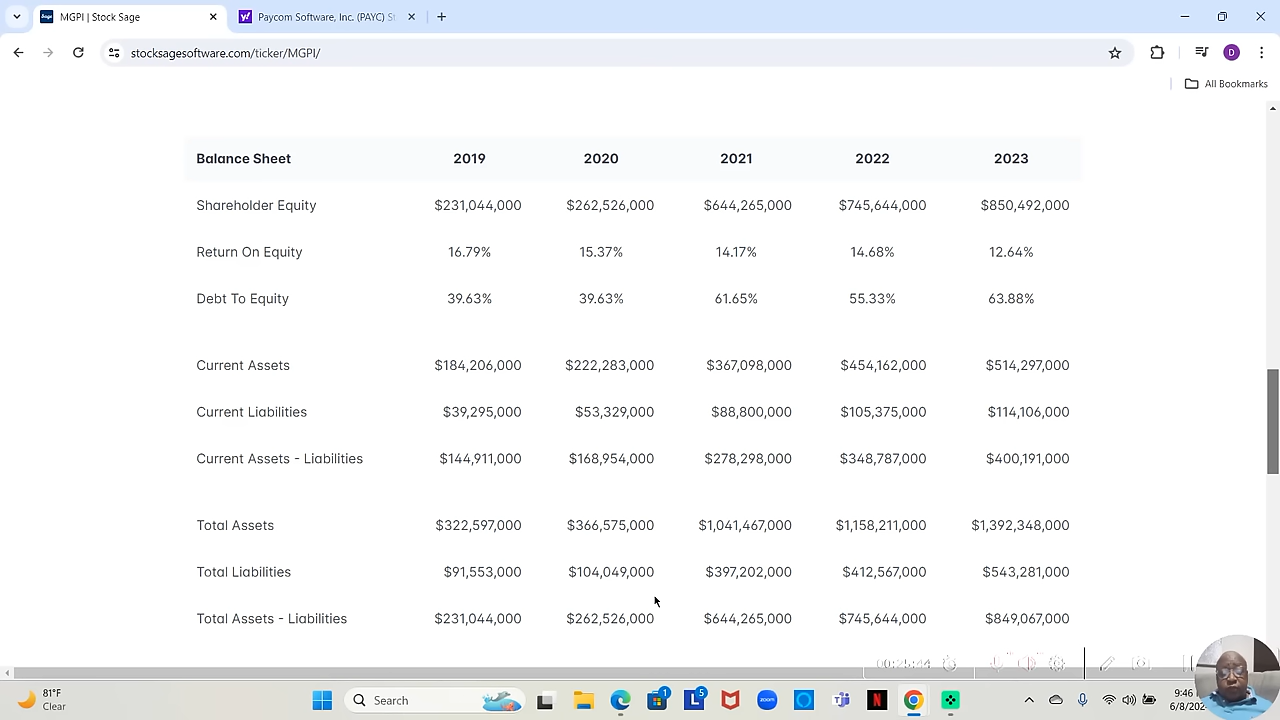 MGPI | Stock Sage
Paycom Software, Inc. (PAYC) S
stocksagesoftware.com/ticker/MGPI/
D
All Bookmarks
Balance Sheet 2019 2020 2021 2022 2023
Shareholder Equity $231,044,000 $262,526,000 $644,265,000 $745,644,000 $850,492,000
Return On Equity 16.79% 15.37% 14.17% 14.68% 12.64%
Debt To Equity 39.63% 39.63% 61.65% 55.33% 63.88%
Current Assets $184,206,000 $222,283,000 $367,098,000 $454,162,000 $514,297,000
Current Liabilities $39,295,000 $53,329,000 $88,800,000 $105,375,000 $114,106,000
Current Assets - Liabilities $144,911,000 $168,954,000 $278,298,000 $348,787,000 $400,191,000
Total Assets $322,597,000 $366,575,000 $1,041,467,000 $1,158,211,000 $1,392,348,000
Total Liabilities $91,553,000 $104,049,000 $397,202,000 $412,567,000 $543,281,000
Total Assets - Liabilities $231,044,000 $262,526,000 $644,265,000 $745,644,000 $849,067,000
81°F
Clear
Search
1
5
zoom
N
9:46
6/8/202